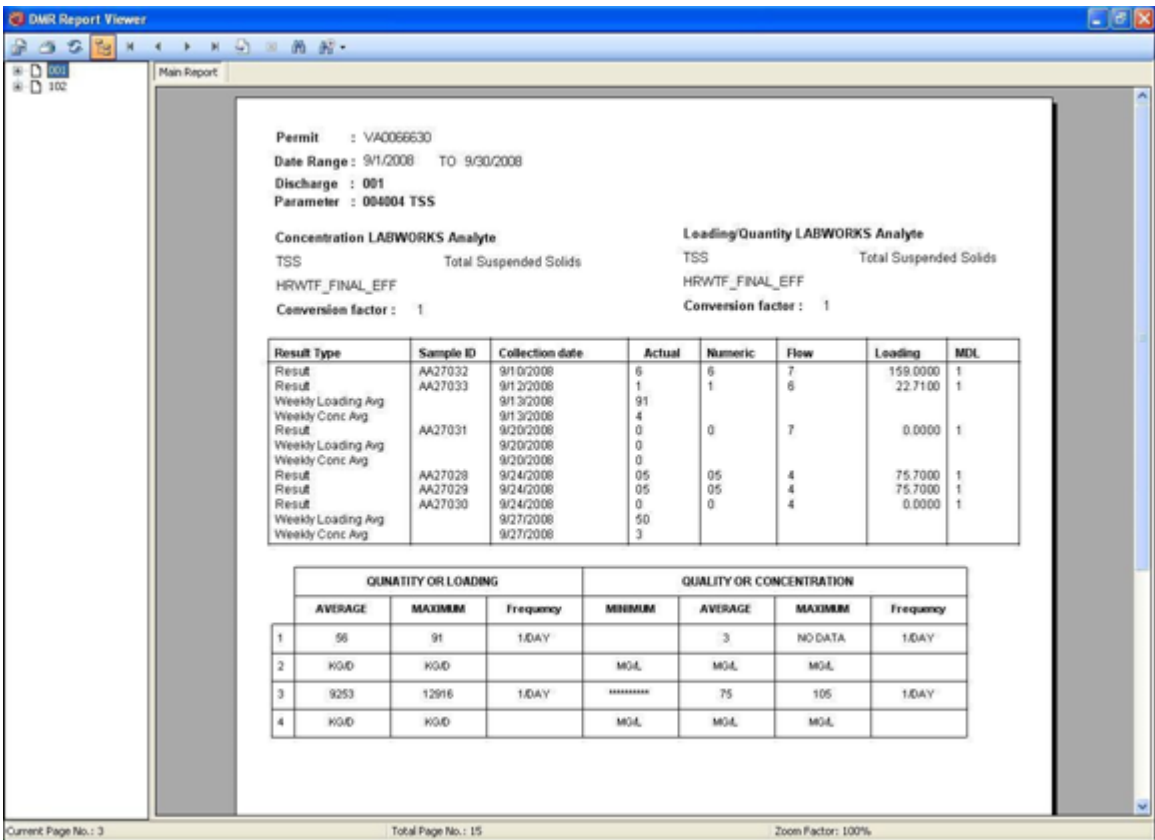 DMR Report Viewer
001
102
Main Report
Permit : VA0066630
Date Range : 9/1/2008 TO 9/30/2008
Discharge : 001
Parameter : 004004 TSS
Concentration LABWORKS Analyte
TSS Total Suspended Solids
HRWTF_FINAL_EFF
Conversion factor : 1
Loading/Quantity LABWORKS Analyte
TSS Total Suspended Solids
HRWTF_FINAL_EFF
Conversion factor : 1
Result Type Sample ID Collection date Actual Numeric Flow Loading MDL
Result AA27032 9/10/2008 6 6 7 159.0000 1
Result AA27033 9/12/2008 1 1 6 22.7100 1
Weekly Loading Avg 9/13/2008 91
Weekly Conc Avg 9/13/2008 4
Result AA27031 9/20/2008 0 0 7 0.0000 1
Weekly Loading Avg 9/20/2008 0
Weekly Conc Avg 9/20/2008 0
Result AA27028 9/24/2008 05 05 4 75.7000 1
Result AA27029 9/24/2008 05 05 4 75.7000 1
Result AA27030 9/24/2008 0 0 4 0.0000 1
Weekly Loading Avg 9/27/2008 50
Weekly Conc Avg 9/27/2008 3
QUNATITY OR LOADING QUALITY OR CONCENTRATION
AVERAGE MAXIMUM Frequency MINIMUM AVERAGE MAXIMUM Frequency
1 56 91 1/DAY 3 NO DATA 1/DAY
2 KG/D KG/D MG/L MG/L MG/L
3 9253 12916 1/DAY ********** 75 105 1/DAY
4 KG/D KG/D MG/L MG/L MG/L
Current Page No.: 3 Total Page No.: 15 Zoom Factor: 100%